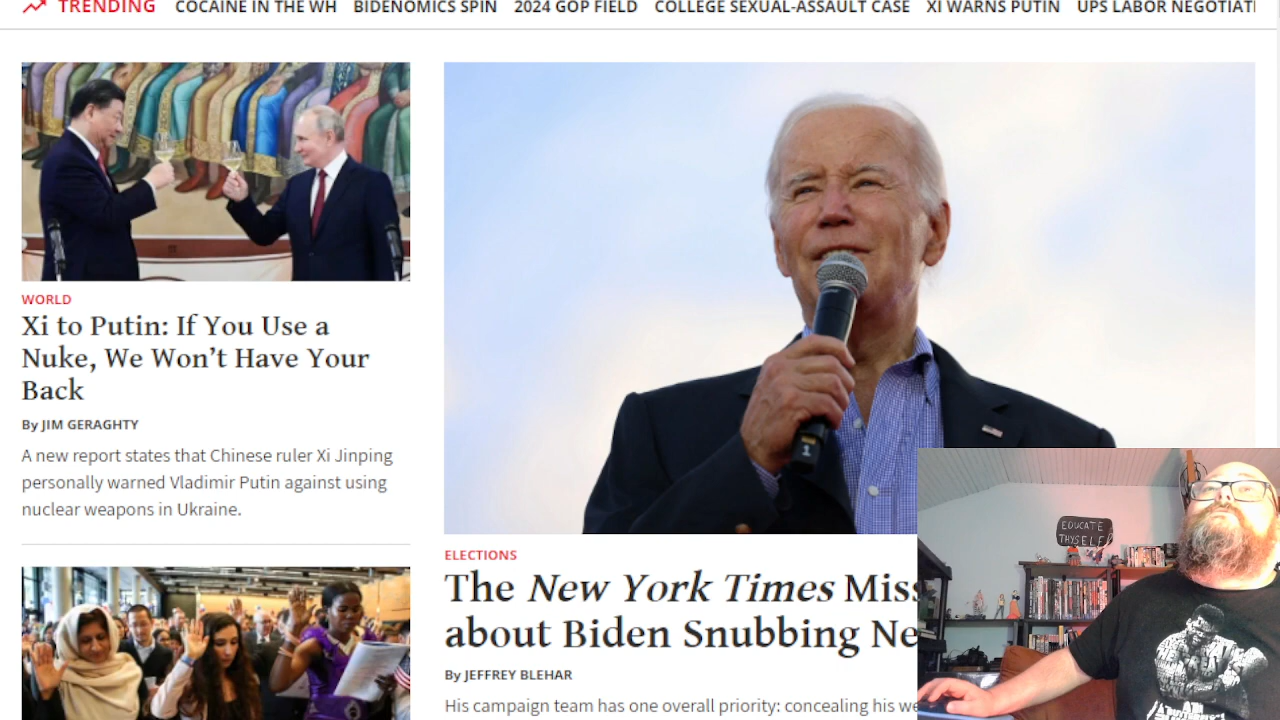 TRENDING COCAINE IN THE WH BIDENOMICS SPIN 2024 GOP FIELD COLLEGE SEXUAL-ASSAULT CASE XI WARNS PUTIN UPS LABOR NEGOTIATI
WORLD
Xi to Putin: If You Use a
Nuke, We Won’t Have Your
Back
By JIM GERAGHTY
A new report states that Chinese ruler Xi Jinping
personally warned Vladimir Putin against using
nuclear weapons in Ukraine.
ELECTIONS
The New York Times Miss
about Biden Snubbing Ne
By JEFFREY BLEHAR
His campaign team has one overall priority: concealing his we
EDUCATE
THYSELF